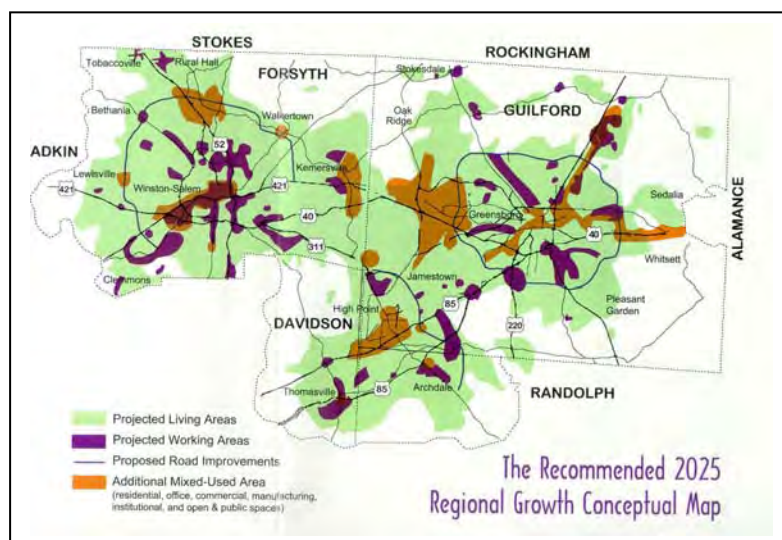 STOKES
ROCKINGHAM
Tobaccoville
Rural Hall
FORSYTH
Stokesdale
Bethania
Walkertown
Oak
Ridge
GUILFORD
ADKIN
52
Lewisville
Kernersville
421
Winston-Salem
421
Sedalia
40
Greensboro
ALAMANCE
311
40
Whitsett
Clemmons
Jamestown
High Point
85
Pleasant
Garden
DAVIDSON
220
Thomasville
85
Archdale
RANDOLPH
Projected Living Areas
Projected Working Areas
Proposed Road Improvements
Additional Mixed-Used Area
(residential, office, commercial, manufacturing,
institutional, and open & public spaces)
The Recommended 2025
Regional Growth Conceptual Map